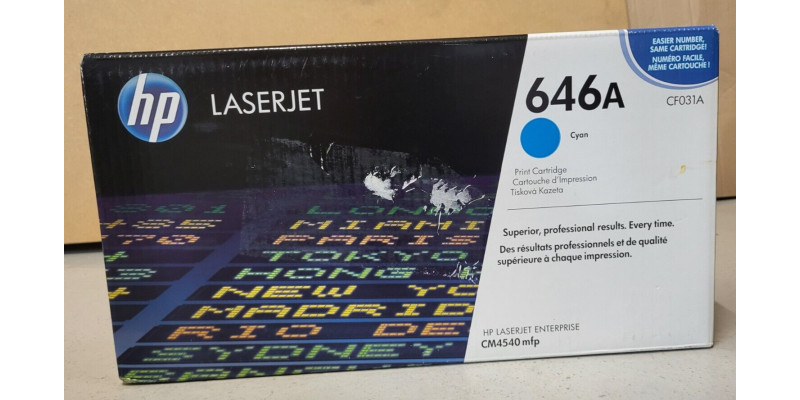 hp
LASERJET
EASIER NUMBER,
SAME CARTRIDGE!
NUMÉRO FACILE,
MÊME CARTOUCHE!
646A
CF031A
Cyan
Print Cartridge
Cartouche d'Impression
Tisková Kazeta
Superior, professional results. Every time.
Des résultats professionnels et de qualité
supérieure à chaque impression.
HP LASERJET ENTERPRISE
CM4540 mfp
LONDO
MIAMI
PARIS
TOKYO
HONG
NEW YO
MADRID
RIO DE
SYDNEY